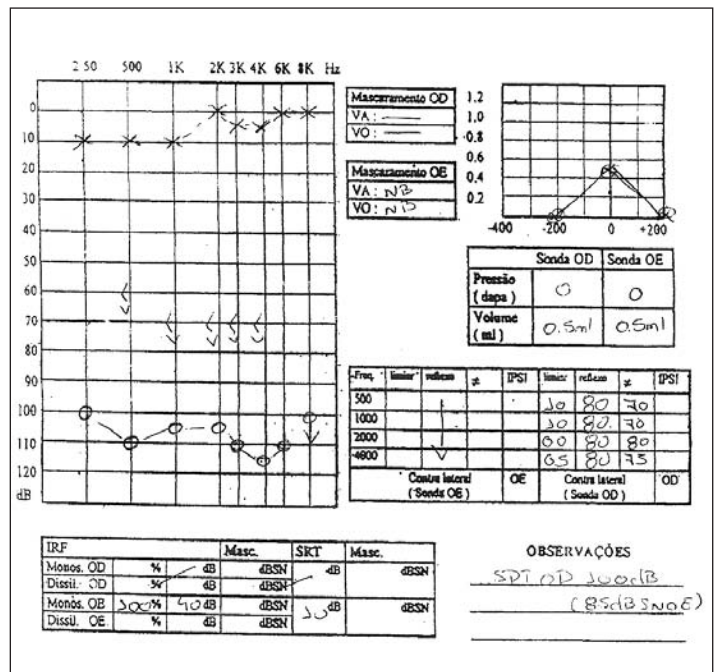 250 500 1K 2K 3K 4K 6K 8K Hz
0
10
20
30
40
50
60
70
80
90
100
110
120
dB
Mascaramento OD
VA:
VO:
Mascaramento OE
VA: NB
VO: NB
1.2
1.0
0.8
0.6
0.4
0.2
-400 -200 0 +200
Sonda OD Sonda OE
Pressão (dapa) 0 0
Volume (ml) 0.5ml 0.5ml
Freq. limiar reflexo ≠ IPSI limiar reflexo ≠ IPSI
500 10 80 70
1000 10 80 70
2000 00 80 80
4000 05 80 75
Contra lateral OE Contra lateral OD
(Sonda OE) (Sonda OD)
IRF Masc. SRT Masc.
Monos. OD % dB dBSN dB dBSN
Dissil. OD % dB dBSN
Monos. OE 100% 40 dB dBSN 10 dB dBSN
Dissil. OE % dB dBSN
OBSERVAÇÕES
SDT OD 100dB
(85dBSNOE)